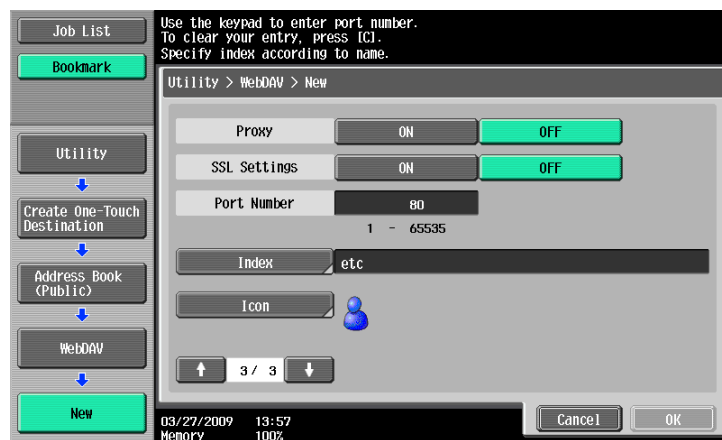 Job List
Bookmark
Use the keypad to enter port number.
To clear your entry, press [C].
Specify index according to name.
Utility > WebDAV > New
Utility
Create One-Touch
Destination
Address Book
(Public)
WebDAV
New
Proxy ON OFF
SSL Settings ON OFF
Port Number 80
1 - 65535
Index etc
Icon
3/ 3
03/27/2009 13:57
Memory 100%
Cancel OK